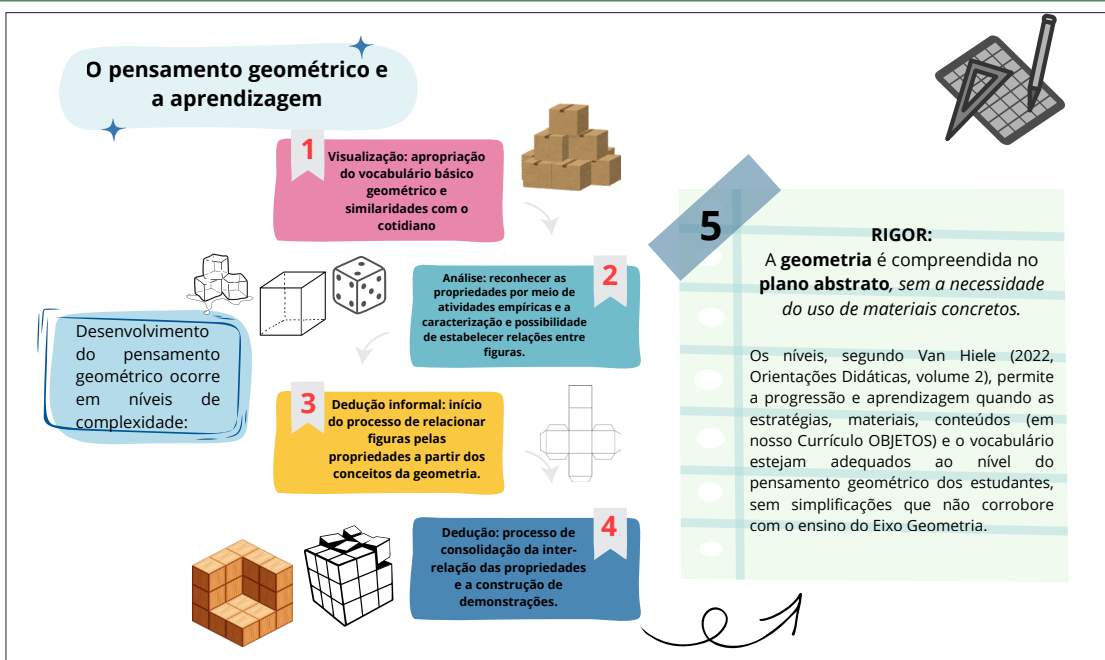 O pensamento geométrico e
a aprendizagem
1
Visualização: apropriação
do vocabulário básico
geométrico e
similaridades com o
cotidiano
2
Análise: reconhecer as
propriedades por meio de
atividades empíricas e a
caracterização e possibilidade
de estabelecer relações entre
figuras.
Desenvolvimento
do pensamento
geométrico ocorre
em níveis de
complexidade:
3
Dedução informal: início
do processo de relacionar
figuras pelas
propriedades a partir dos
conceitos da geometria.
4
Dedução: processo de
consolidação da inter-
relação das propriedades
e a construção de
demonstrações.
5
RIGOR:
A geometria é compreendida no
plano abstrato, sem a necessidade
do uso de materiais concretos.
Os níveis, segundo Van Hiele (2022,
Orientações Didáticas, volume 2), permite
a progressão e aprendizagem quando as
estratégias, materiais, conteúdos (em
nosso Currículo OBJETOS) e o vocabulário
estejam adequados ao nível do
pensamento geométrico dos estudantes,
sem simplificações que não corrobore
com o ensino do Eixo Geometria.